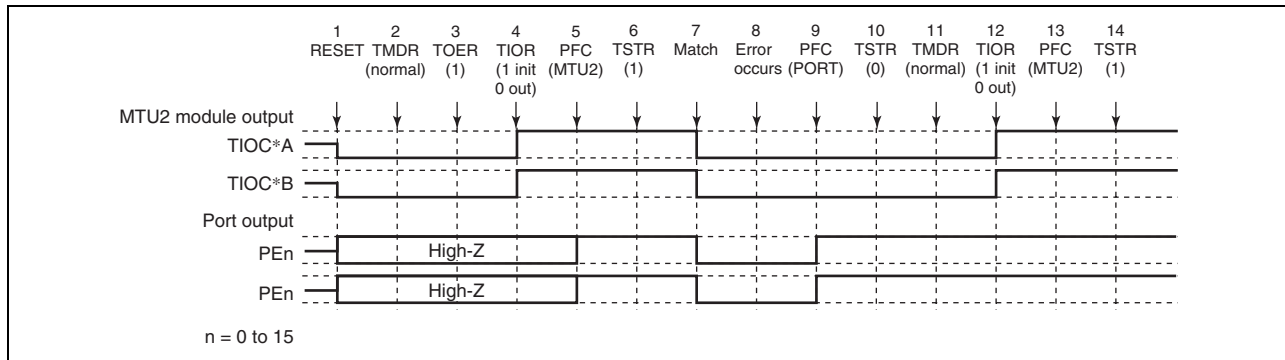 1 2 3 4 5 6 7 8 9 10 11 12 13 14
RESET TMDR TOER TIOR PFC TSTR Match Error PFC TSTR TMDR TIOR PFC TSTR
(normal) (1) (1 init (MTU2) (1) occurs (PORT) (0) (normal) (1 init (MTU2) (1)
0 out) 0 out)
MTU2 module output
TIOC*A
TIOC*B
Port output
PEn High-Z
PEn High-Z
n = 0 to 15